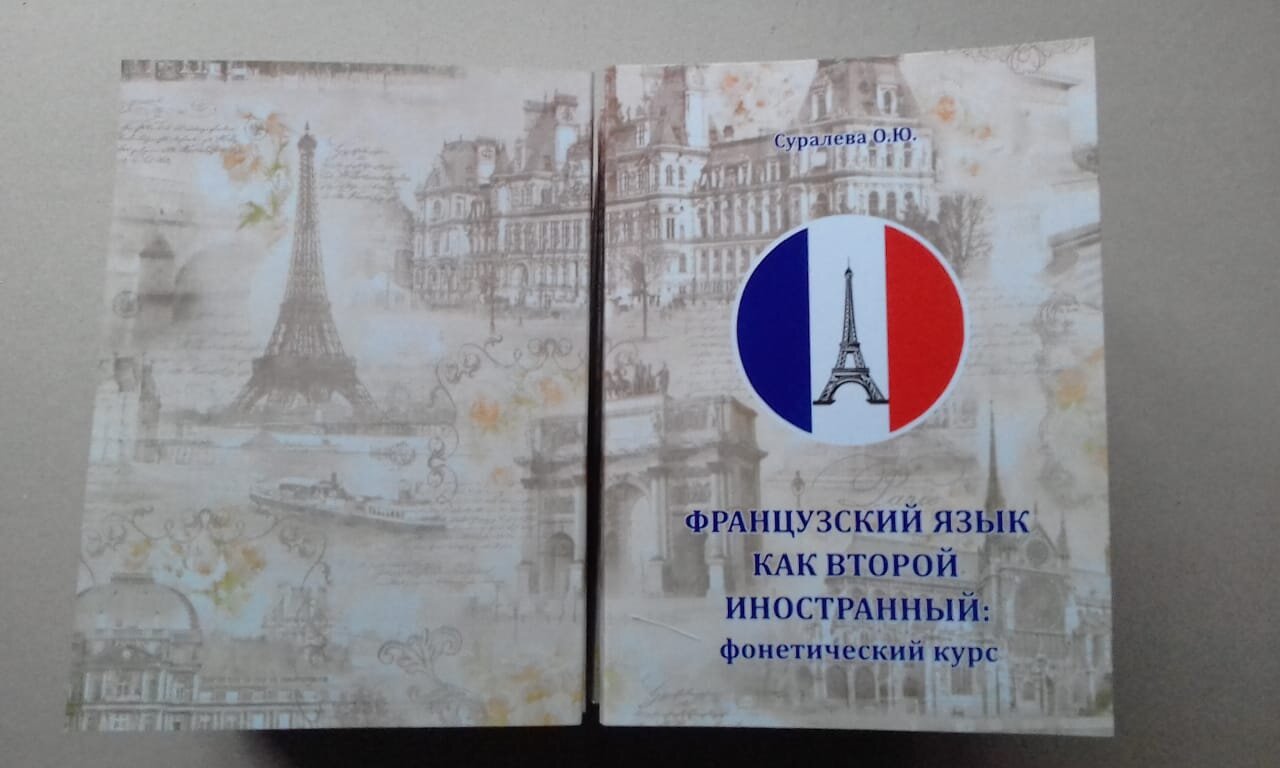 Суралева О.Ю.
ФРАНЦУЗСКИЙ ЯЗЫК
КАК ВТОРОЙ
ИНОСТРАННЫЙ:
фонетический курс